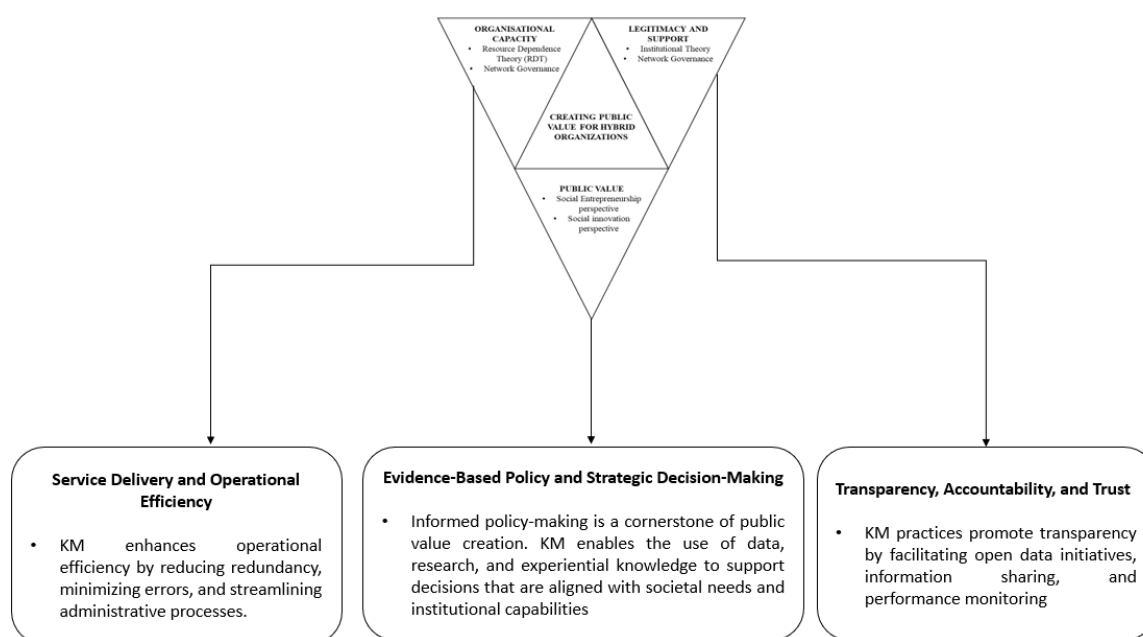 ORGANISATIONAL
CAPACITY
• Resource Dependence
Theory (RDT)
• Network Governance
LEGITIMACY AND
SUPPORT
• Institutional Theory
• Network Governance
CREATING PUBLIC
VALUE FOR HYBRID
ORGANIZATIONS
PUBLIC VALUE
• Social Entrepreneurship
perspective
• Social innovation
perspective
Service Delivery and Operational
Efficiency
• KM enhances operational
efficiency by reducing redundancy,
minimizing errors, and streamlining
administrative processes.
Evidence-Based Policy and Strategic Decision-Making
• Informed policy-making is a cornerstone of public
value creation. KM enables the use of data,
research, and experiential knowledge to support
decisions that are aligned with societal needs and
institutional capabilities
Transparency, Accountability, and Trust
• KM practices promote transparency
by facilitating open data initiatives,
information sharing, and
performance monitoring